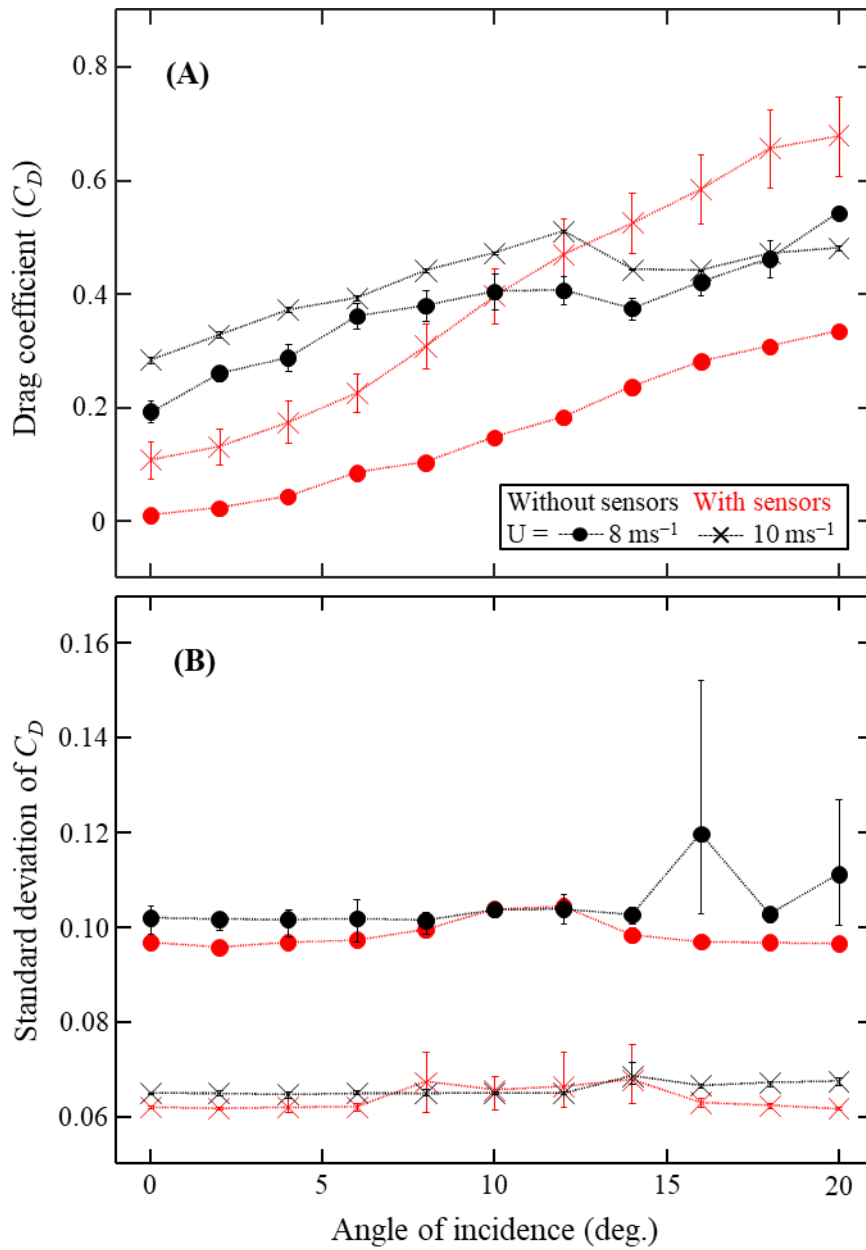 (A)
Drag coefficient (C_D)
0.8
0.6
0.4
0.2
0
Without sensors With sensors
U = 8 ms⁻¹ 10 ms⁻¹
(B)
Standard deviation of C_D
0.16
0.14
0.12
0.10
0.08
0.06
0 5 10 15 20
Angle of incidence (deg.)